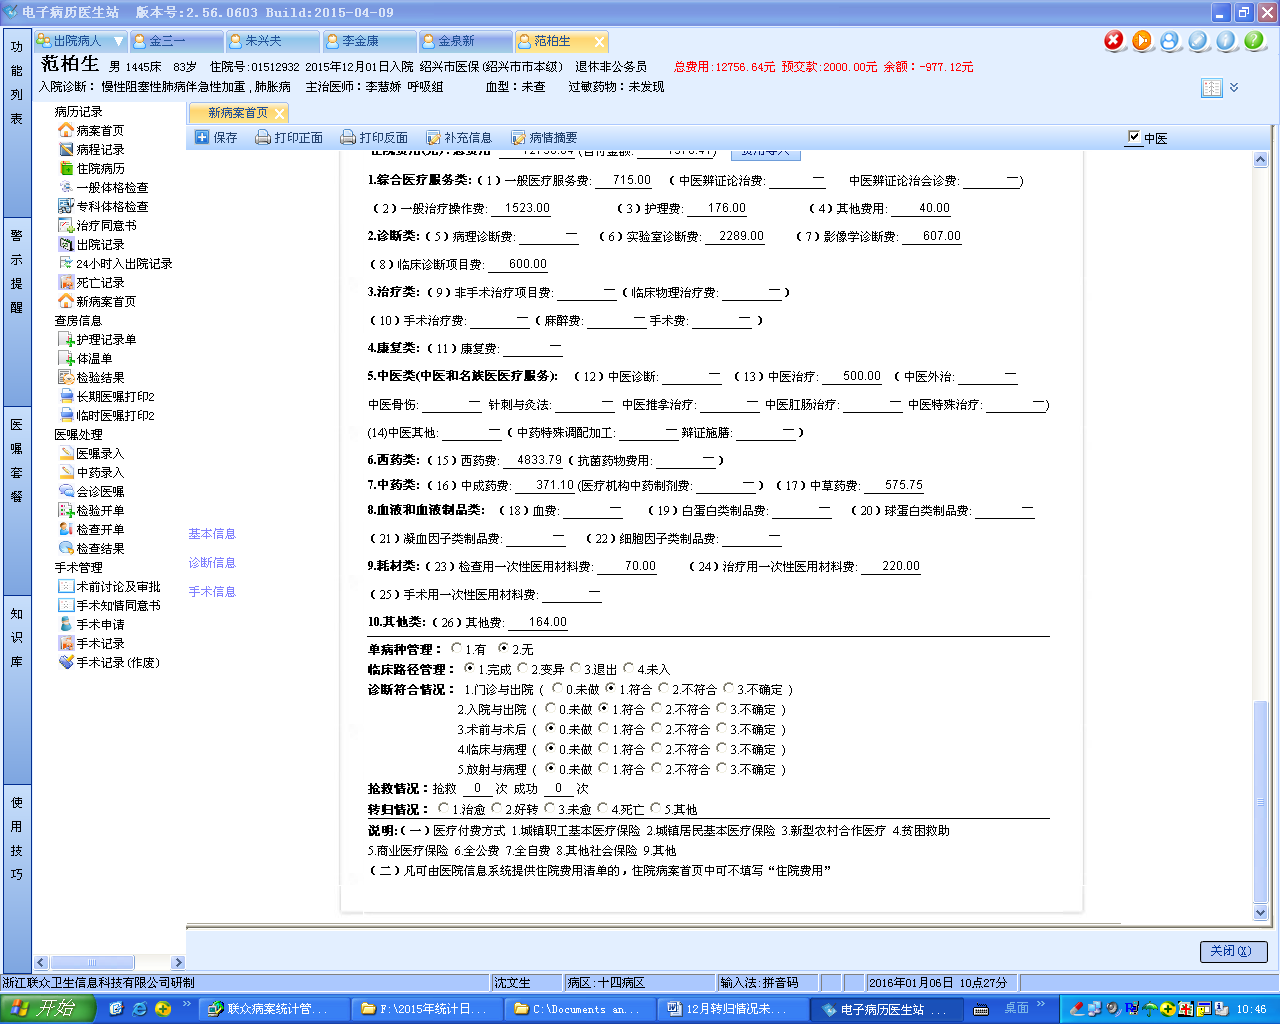 电子病历医生站 版本号:2.56.0603 Build:2015-04-09
出院病人 金三一 朱兴夫 李金康 金泉新 范柏生
范柏生 男 1445床 83岁 住院号:01512932 2015年12月01日入院 绍兴市医保(绍兴市市本级) 退休非公务员 总费用:12756.64元 预交款:2000.00元 余额:-977.12元
入院诊断: 慢性阻塞性肺病伴急性加重,肺胀病 主治医师:李慧娇 呼吸组 血型:未查 过敏药物:未发现
功能列表
警示提醒
医嘱套餐
知识库
使用技巧
病历记录
病案首页
病程记录
住院病历
一般体格检查
专科体格检查
治疗同意书
出院记录
24小时入出院记录
死亡记录
新病案首页
查房信息
护理记录单
体温单
检验结果
长期医嘱打印2
临时医嘱打印2
医嘱处理
医嘱录入
中药录入
会诊医嘱
检验开单
检查开单
检查结果
手术管理
术前讨论及审批
手术知情同意书
手术申请
手术记录
手术记录(作废)
新病案首页
保存 打印正面 打印反面 补充信息 病情摘要 中医
基本信息
诊断信息
手术信息
1.综合医疗服务类:(1)一般医疗服务费: 715.00 (中医辨证论治费: — 中医辨证论治会诊费: —)
(2)一般治疗操作费: 1523.00 (3)护理费: 176.00 (4)其他费用: 40.00
2.诊断类:(5)病理诊断费: — (6)实验室诊断费: 2289.00 (7)影像学诊断费: 607.00
(8)临床诊断项目费: 600.00
3.治疗类:(9)非手术治疗项目费: —(临床物理治疗费: —)
(10)手术治疗费: —(麻醉费: — 手术费: —)
4.康复类:(11)康复费: —
5.中医类(中医和名族医医疗服务): (12)中医诊断: — (13)中医治疗: 500.00 (中医外治: —
中医骨伤: — 针刺与灸法: — 中医推拿治疗: — 中医肛肠治疗: — 中医特殊治疗: —)
(14)中医其他: —(中药特殊调配加工: — 辩证施膳: —)
6.西药类:(15)西药费: 4833.79(抗菌药物费用: —)
7.中药类:(16)中成药费: 371.10(医疗机构中药制剂费: —)(17)中草药费: 575.75
8.血液和血液制品类: (18)血费: — (19)白蛋白类制品费: — (20)球蛋白类制品费: —
(21)凝血因子类制品费: — (22)细胞因子类制品费: —
9.耗材类:(23)检查用一次性医用材料费: 70.00 (24)治疗用一次性医用材料费: 220.00
(25)手术用一次性医用材料费: —
10.其他类:(26)其他费: 164.00
单病种管理: 1.有 2.无
临床路径管理: 1.完成 2.变异 3.退出 4.未入
诊断符合情况: 1.门诊与出院( 0.未做 1.符合 2.不符合 3.不确定 )
2.入院与出院( 0.未做 1.符合 2.不符合 3.不确定 )
3.术前与术后( 0.未做 1.符合 2.不符合 3.不确定 )
4.临床与病理( 0.未做 1.符合 2.不符合 3.不确定 )
5.放射与病理( 0.未做 1.符合 2.不符合 3.不确定 )
抢救情况:抢救 0 次 成功 0 次
转归情况: 1.治愈 2.好转 3.未愈 4.死亡 5.其他
说明:(一)医疗付费方式 1.城镇职工基本医疗保险 2.城镇居民基本医疗保险 3.新型农村合作医疗 4.贫困救助
5.商业医疗保险 6.全公费 7.全自费 8.其他社会保险 9.其他
(二)凡可由医院信息系统提供住院费用清单的,住院病案首页中可不填写“住院费用”
关闭(X)
浙江联众卫生信息科技有限公司研制 沈文生 病区:十四病区 输入法:拼音码 2016年01月06日 10点27分
开始 联众病案统计管... F:\2015年统计日... C:\Documents an... 12月转归情况未... 电子病历医生站 ... 桌面 10:46